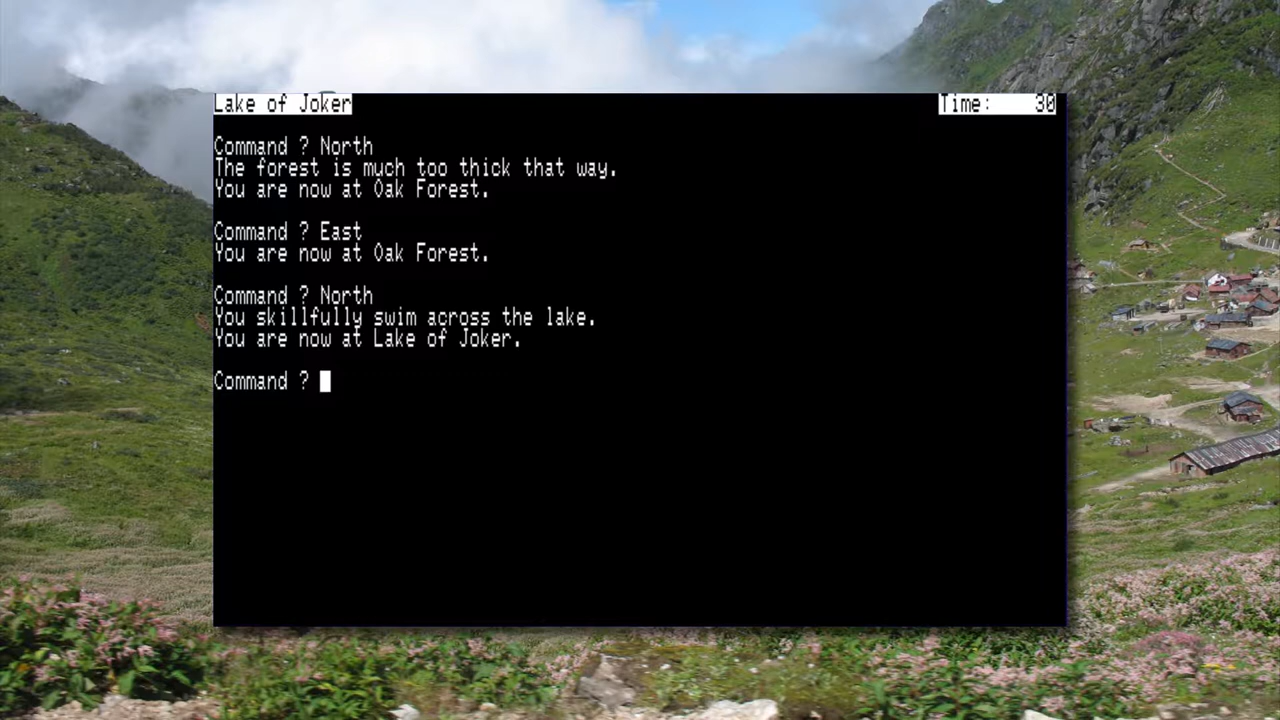 Lake of Joker Time: 30
Command ? North
The forest is much too thick that way.
You are now at Oak Forest.
Command ? East
You are now at Oak Forest.
Command ? North
You skillfully swim across the lake.
You are now at Lake of Joker.
Command ?